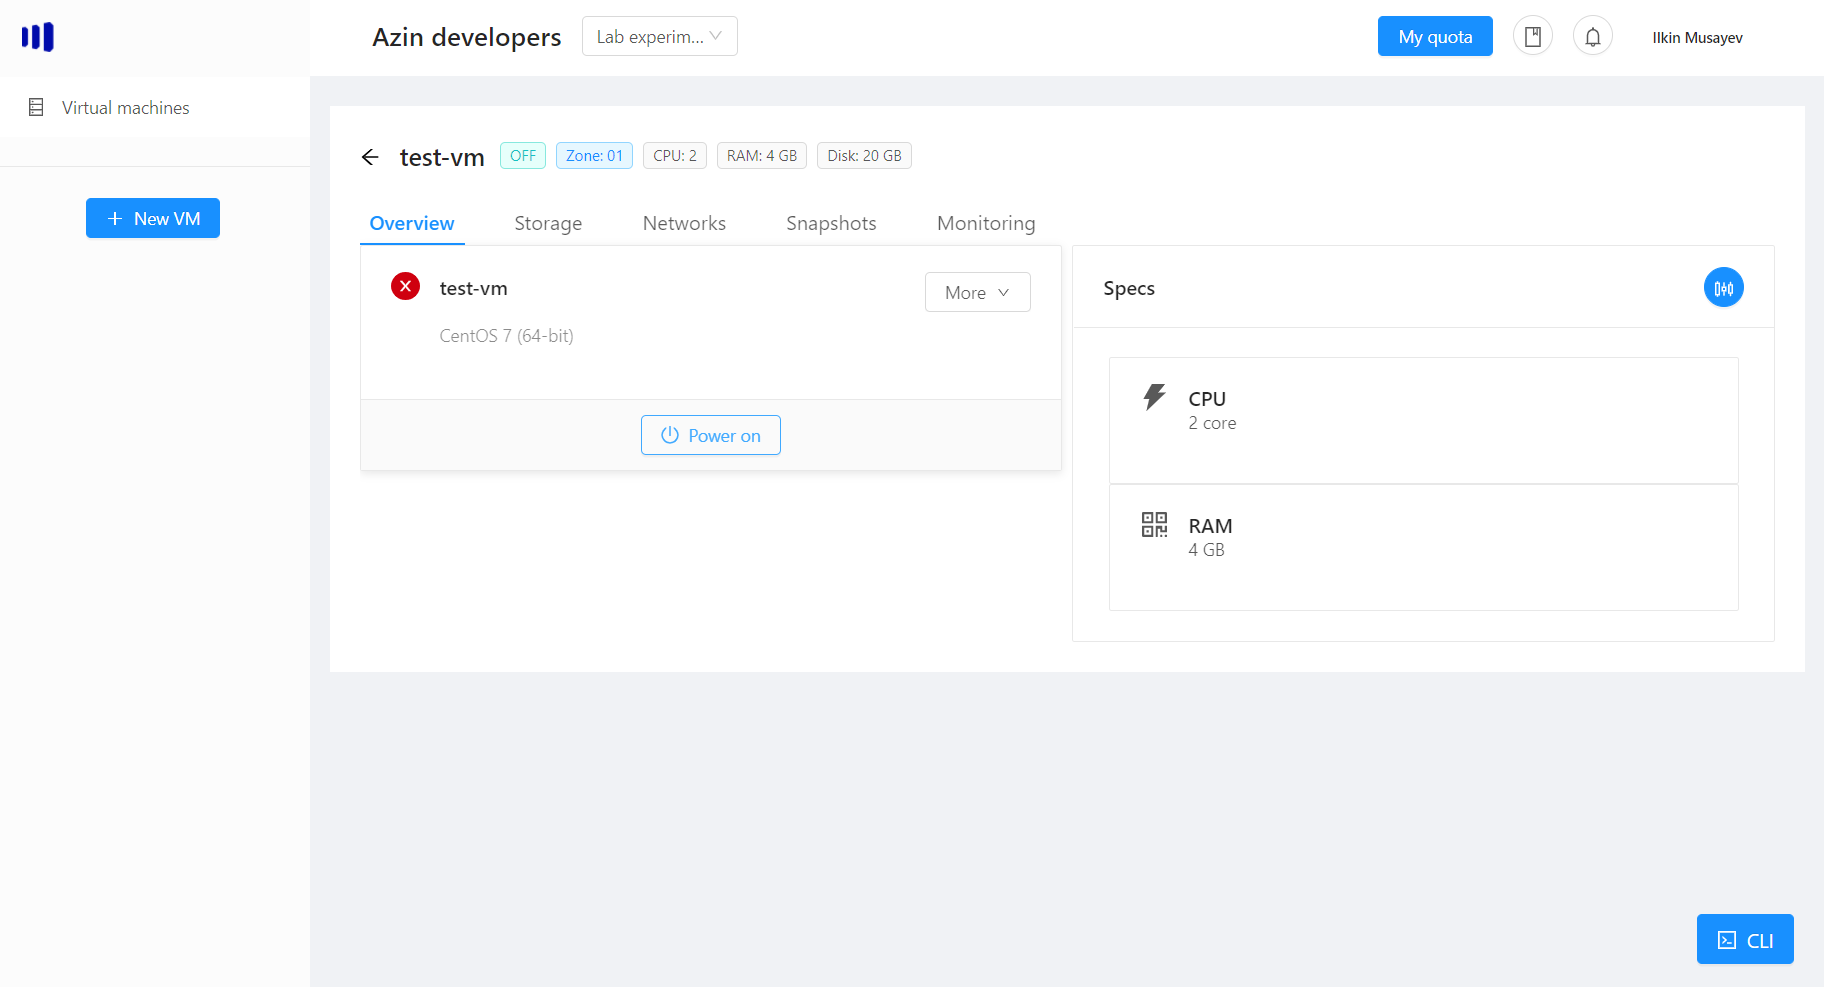 Azin developers
Lab experim...
My quota
Ilkin Musayev
Virtual machines
New VM
test-vm
OFF
Zone: 01
CPU: 2
RAM: 4 GB
Disk: 20 GB
Overview
Storage
Networks
Snapshots
Monitoring
test-vm
More
CentOS 7 (64-bit)
Power on
Specs
CPU
2 core
RAM
4 GB
CLI